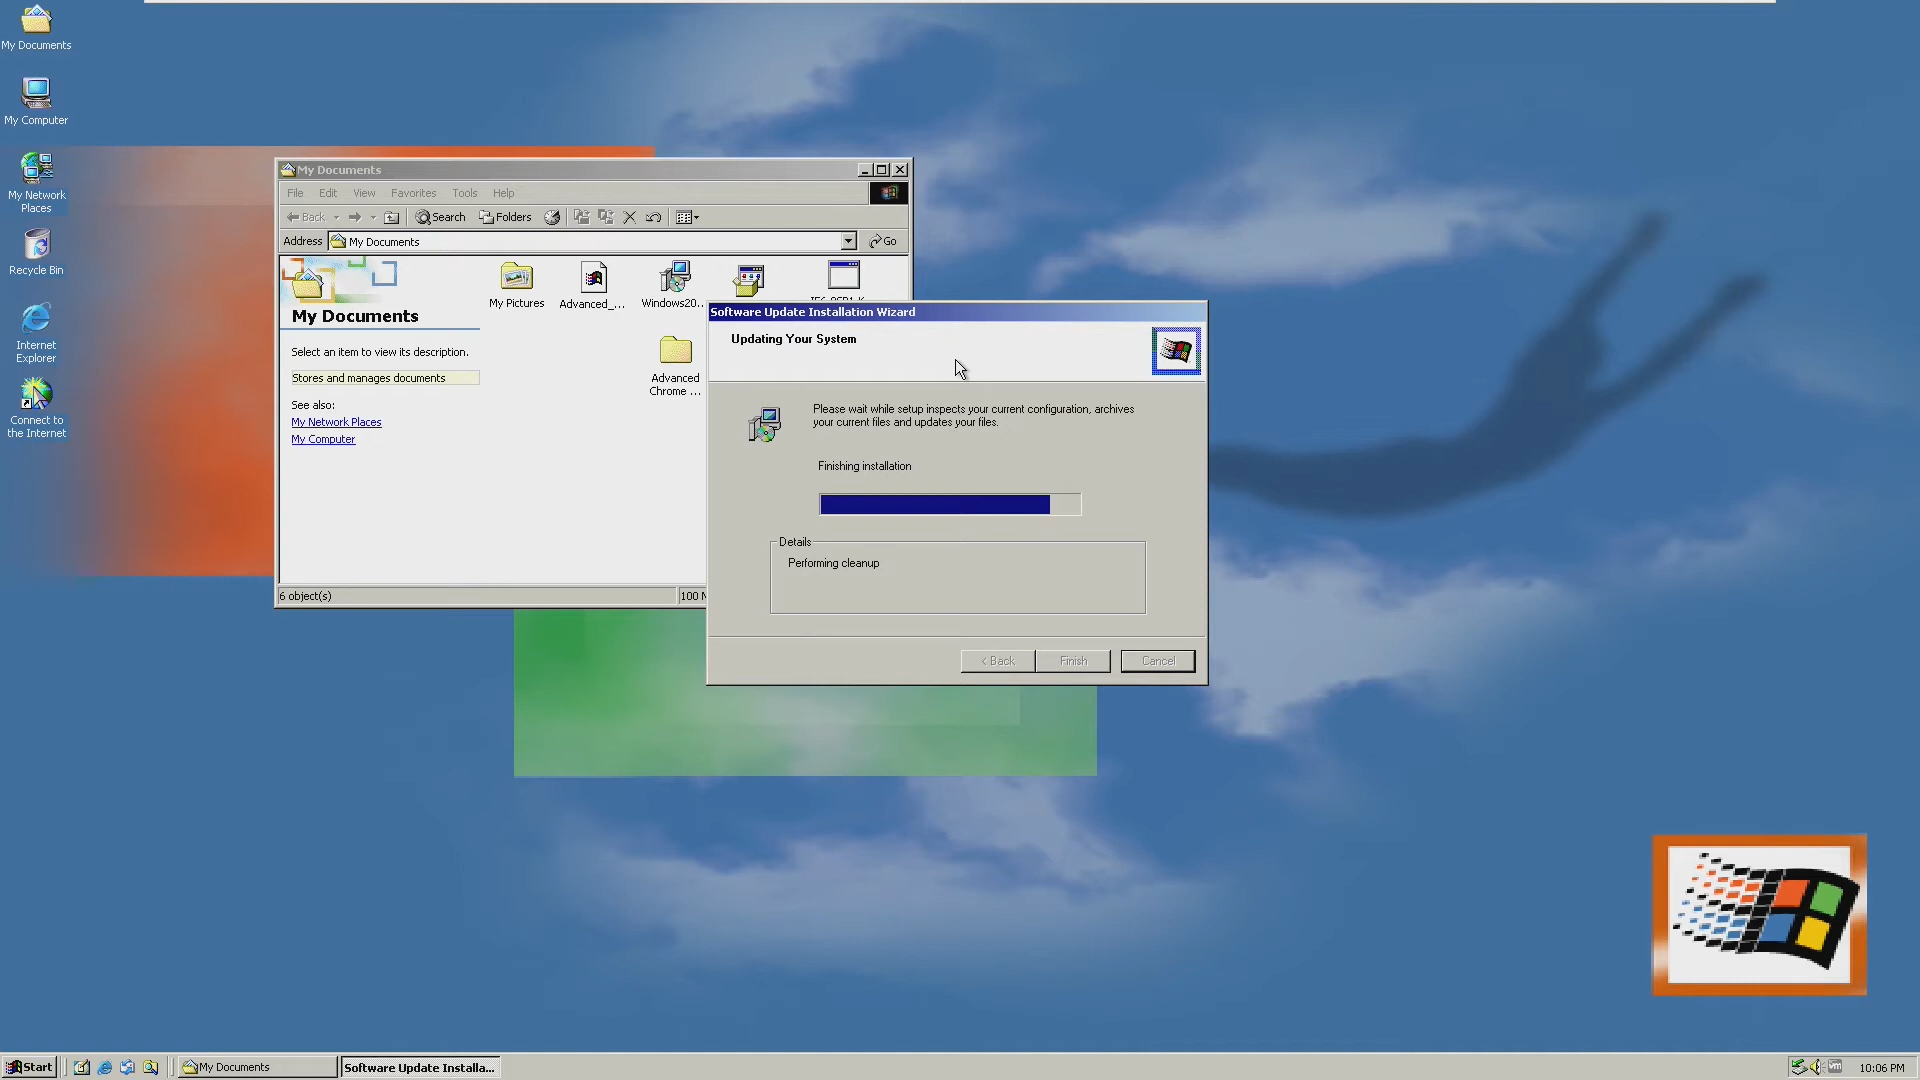 My Documents
My Computer
My Network
Places
Recycle Bin
Internet
Explorer
Connect to
the Internet
My Documents
File Edit View Favorites Tools Help
Back Search Folders
Address My Documents Go
My Documents
Select an item to view its description.
Stores and manages documents
See also:
My Network Places
My Computer
My Pictures
Advanced_...
Windows20...
Advanced
Chrome ...
6 object(s)
100
Software Update Installation Wizard
Updating Your System
Please wait while setup inspects your current configuration, archives
your current files and updates your files.
Finishing installation
Details
Performing cleanup
< Back Finish Cancel
Start My Documents Software Update Installa... 10:06 PM